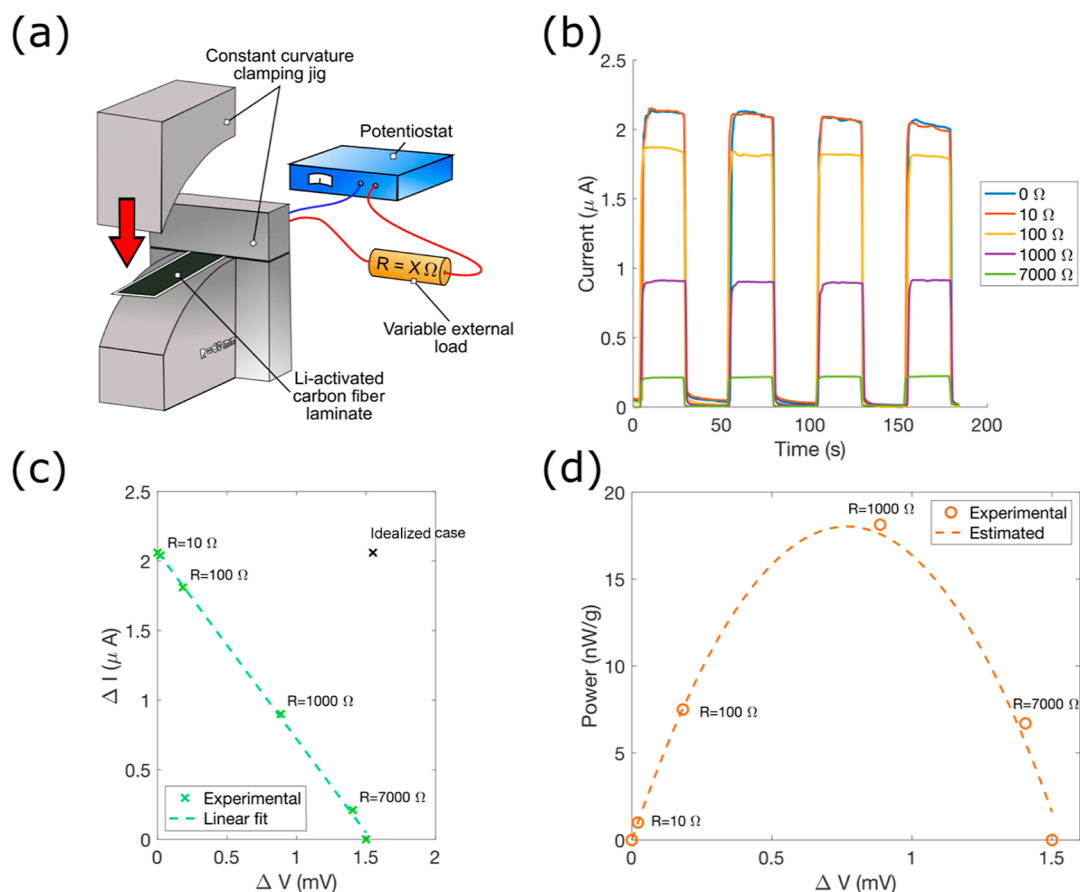 (a)
Constant curvature
clamping jig
Potentiostat
R = X Ω
Variable external
load
R=60 mm
Li-activated
carbon fiber
laminate
(b)
Current (μ A)
2.5
2
1.5
1
0.5
0
0
50
100
150
200
Time (s)
0 Ω
10 Ω
100 Ω
1000 Ω
7000 Ω
(c)
Δ I (μ A)
2.5
2
1.5
1
0.5
0
0
0.5
1
1.5
2
Δ V (mV)
Idealized case
R=10 Ω
R=100 Ω
R=1000 Ω
R=7000 Ω
Experimental
Linear fit
(d)
Power (nW/g)
20
15
10
5
0
0
0.5
1
1.5
Δ V (mV)
R=1000 Ω
R=100 Ω
R=7000 Ω
R=10 Ω
Experimental
Estimated